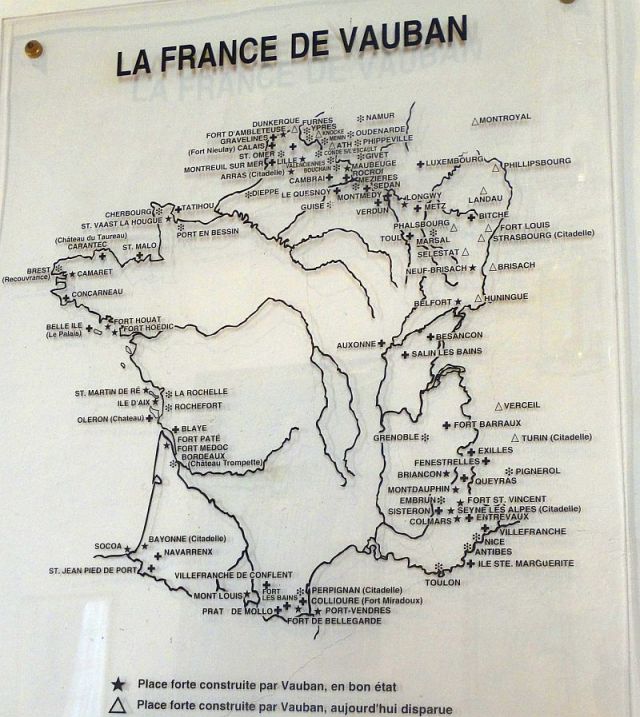 LA FRANCE DE VAUBAN
DUNKERQUE
FURNES
NAMUR
MONTROYAL
FORT D'AMBLETEUSE
YPRES
KNOCKE
OUDENARDE
GRAVELINES
MENIN
(Fort Nieulay) CALAIS
ATH
PHIPPEVILLE
ST. OMER
CONDE S/L'ESCAULT
GIVET
MONTREUIL SUR MER
LILLE
VALENCIENNES
MAUBEUGE
LUXEMBOURG
PHILLIPSBOURG
ARRAS (Citadelle)
BOUCHAIN
ROCROI
CAMBRAI
MEZIERES
SEDAN
DIEPPE
LE QUESNOY
MONTMEDY
LONGWY
LANDAU
CHERBOURG
TATIHOU
GUISE
VERDUN
METZ
BITCHE
ST. VAAST LA HOUGUE
PHALSBOURG
FORT LOUIS
(Château du Taureau)
CARANTEC
ST. MALO
PORT EN BESSIN
TOUL
MARSAL
STRASBOURG (Citadelle)
SELESTAT
BREST
(Recouvrance)
CAMARET
NEUF-BRISACH
BRISACH
CONCARNEAU
BELFORT
HUNINGUE
FORT HOUAT
BELLE ILE
(Le Palais)
FORT HOEDIC
AUXONNE
BESANCON
SALIN LES BAINS
ST. MARTIN DE RÉ
LA ROCHELLE
ILE D'AIX
ROCHEFORT
VERCEIL
OLERON (Chateau)
BLAYE
FORT BARRAUX
FORT PATÉ
GRENOBLE
TURIN (Citadelle)
FORT MEDOC
EXILLES
BORDEAUX
(Château Trompette)
FENESTRELLES
BRIANCON
PIGNEROL
QUEYRAS
MONTDAUPHIN
EMBRUN
FORT ST. VINCENT
SISTERON
SEYNE LES ALPES (Citadelle)
COLMARS
ENTREVAUX
VILLEFRANCHE
SOCOA
BAYONNE (Citadelle)
NICE
NAVARRENX
ANTIBES
ST. JEAN PIED DE PORT
VILLEFRANCHE DE CONFLENT
ILE STE. MARGUERITE
TOULON
MONT LOUIS
FORT
LES BAINS
PERPIGNAN (Citadelle)
COLLIOURE (Fort Miradoux)
PRAT DE MOLLO
PORT-VENDRES
FORT DE BELLEGARDE
Place forte construite par Vauban, en bon état
Place forte construite par Vauban, aujourd'hui disparue